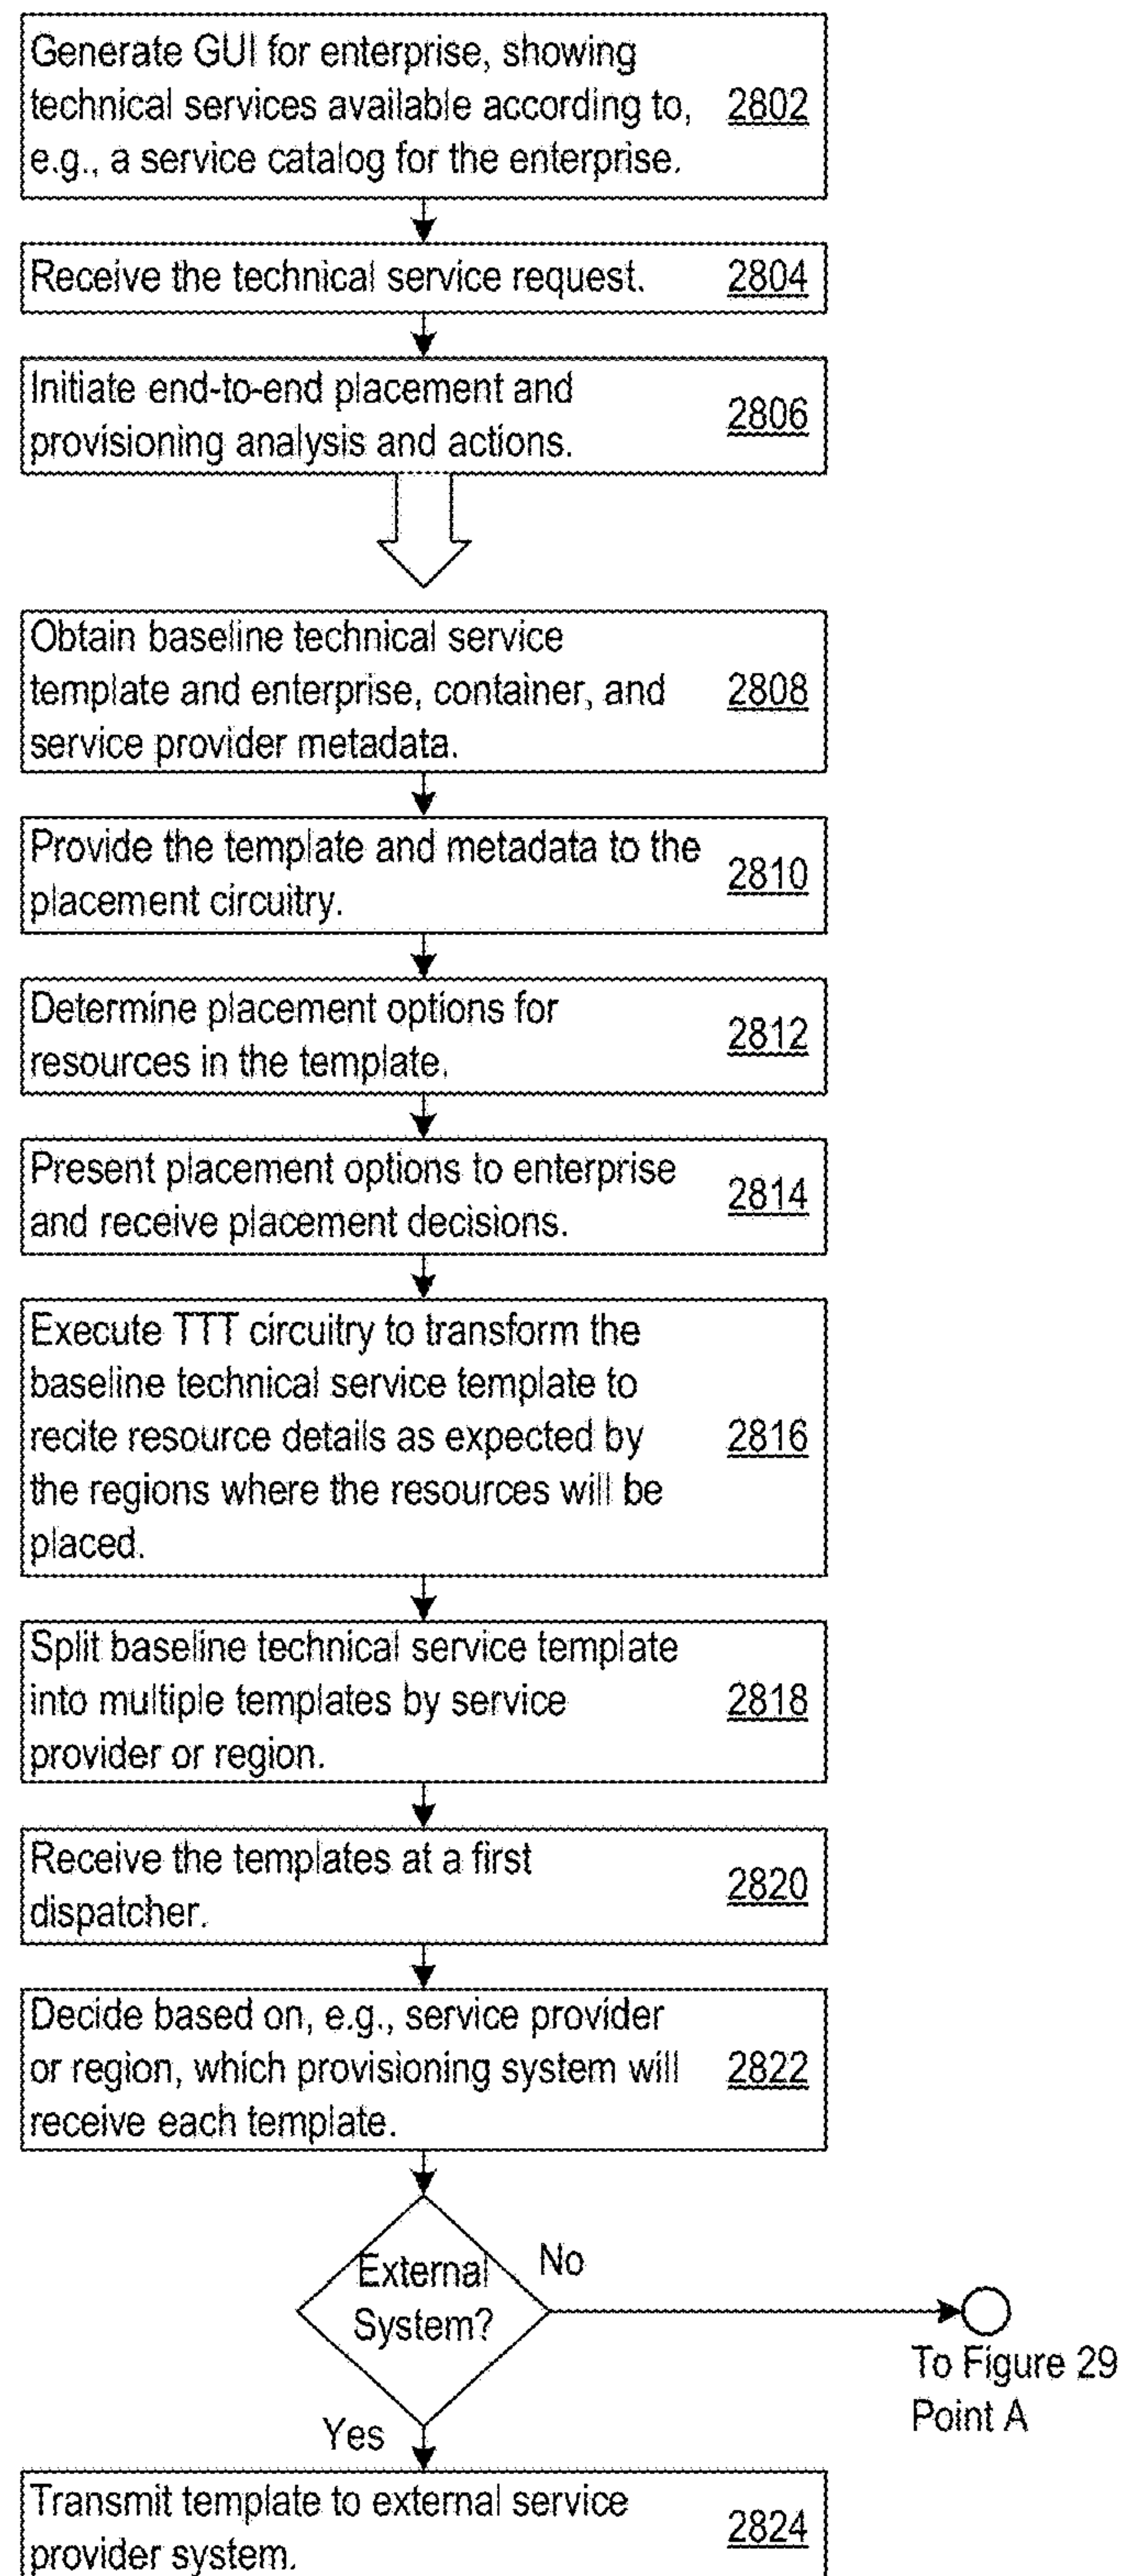 Generate GUI for enterprise, showing
technical services available according to,
e.g., a service catalog for the enterprise.
2802
Receive the technical service request.
2804
Initiate end-to-end placement and
provisioning analysis and actions.
2806
Obtain baseline technical service
template and enterprise, container, and
service provider metadata.
2808
Provide the template and metadata to the
placement circuitry.
2810
Determine placement options for
resources in the template.
2812
Present placement options to enterprise
and receive placement decisions.
2814
Execute TTT circuitry to transform the
baseline technical service template to
recite resource details as expected by
the regions where the resources will be
placed.
2816
Split baseline technical service template
into multiple templates by service
provider or region.
2818
Receive the templates at a first
dispatcher.
2820
Decide based on, e.g., service provider
or region, which provisioning system will
receive each template.
2822
External
System?
No
To Figure 29
Point A
Yes
Transmit template to external service
provider system.
2824